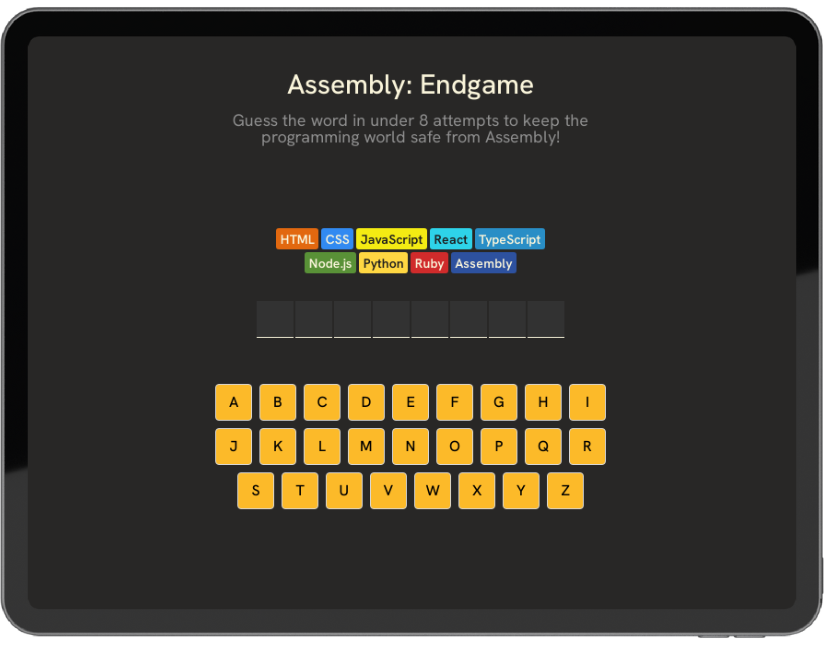 Assembly: Endgame
Guess the word in under 8 attempts to keep the
programming world safe from Assembly!
HTML CSS JavaScript React TypeScript
Node.js Python Ruby Assembly
A B C D E F G H I
J K L M N O P Q R
S T U V W X Y Z